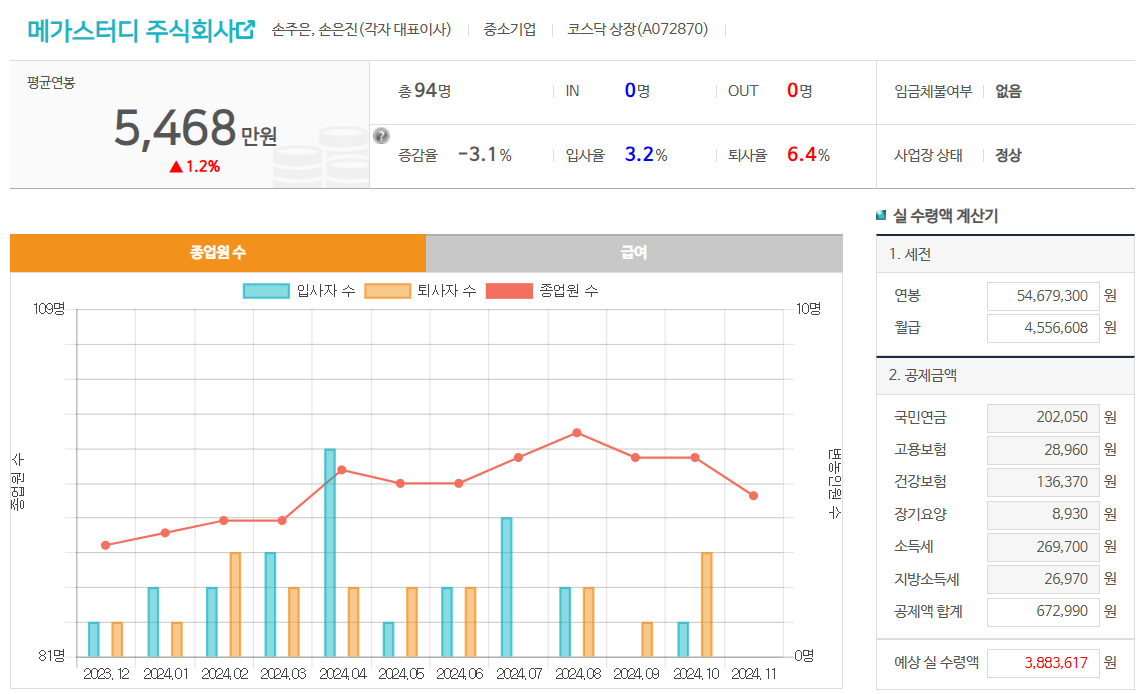 메가스터디 주식회사 손주은, 손은진(각자 대표이사) 중소기업 코스닥 상장(A072870)
평균연봉
5,468 만원
▲1.2%
총 94명 IN 0명 OUT 0명 임금체불여부 없음
증감율 -3.1% 입사율 3.2% 퇴사율 6.4% 사업장 상태 정상
종업원 수 급여
입사자 수 퇴사자 수 종업원 수
109명 10명
종업원 수
변동인원 수
81명 0명
2023, 12 2024, 01 2024, 02 2024, 03 2024, 04 2024, 05 2024, 06 2024, 07 2024, 08 2024, 09 2024, 10 2024, 11
실 수령액 계산기
1. 세전
연봉 54,679,300 원
월급 4,556,608 원
2. 공제금액
국민연금 202,050 원
고용보험 28,960 원
건강보험 136,370 원
장기요양 8,930 원
소득세 269,700 원
지방소득세 26,970 원
공제액 합계 672,990 원
예상 실 수령액 3,883,617 원